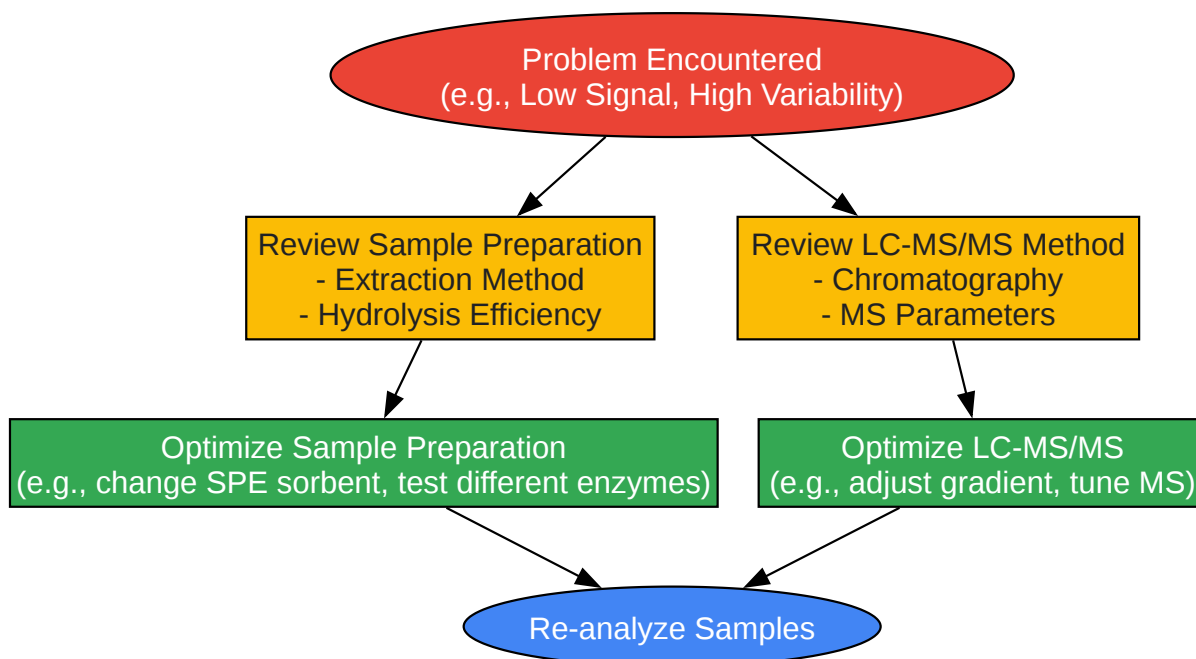 Problem Encountered
(e.g., Low Signal, High Variability)
Review Sample Preparation
- Extraction Method
- Hydrolysis Efficiency
Review LC-MS/MS Method
- Chromatography
- MS Parameters
Optimize Sample Preparation
(e.g., change SPE sorbent, test different enzymes)
Optimize LC-MS/MS
(e.g., adjust gradient, tune MS)
Re-analyze Samples